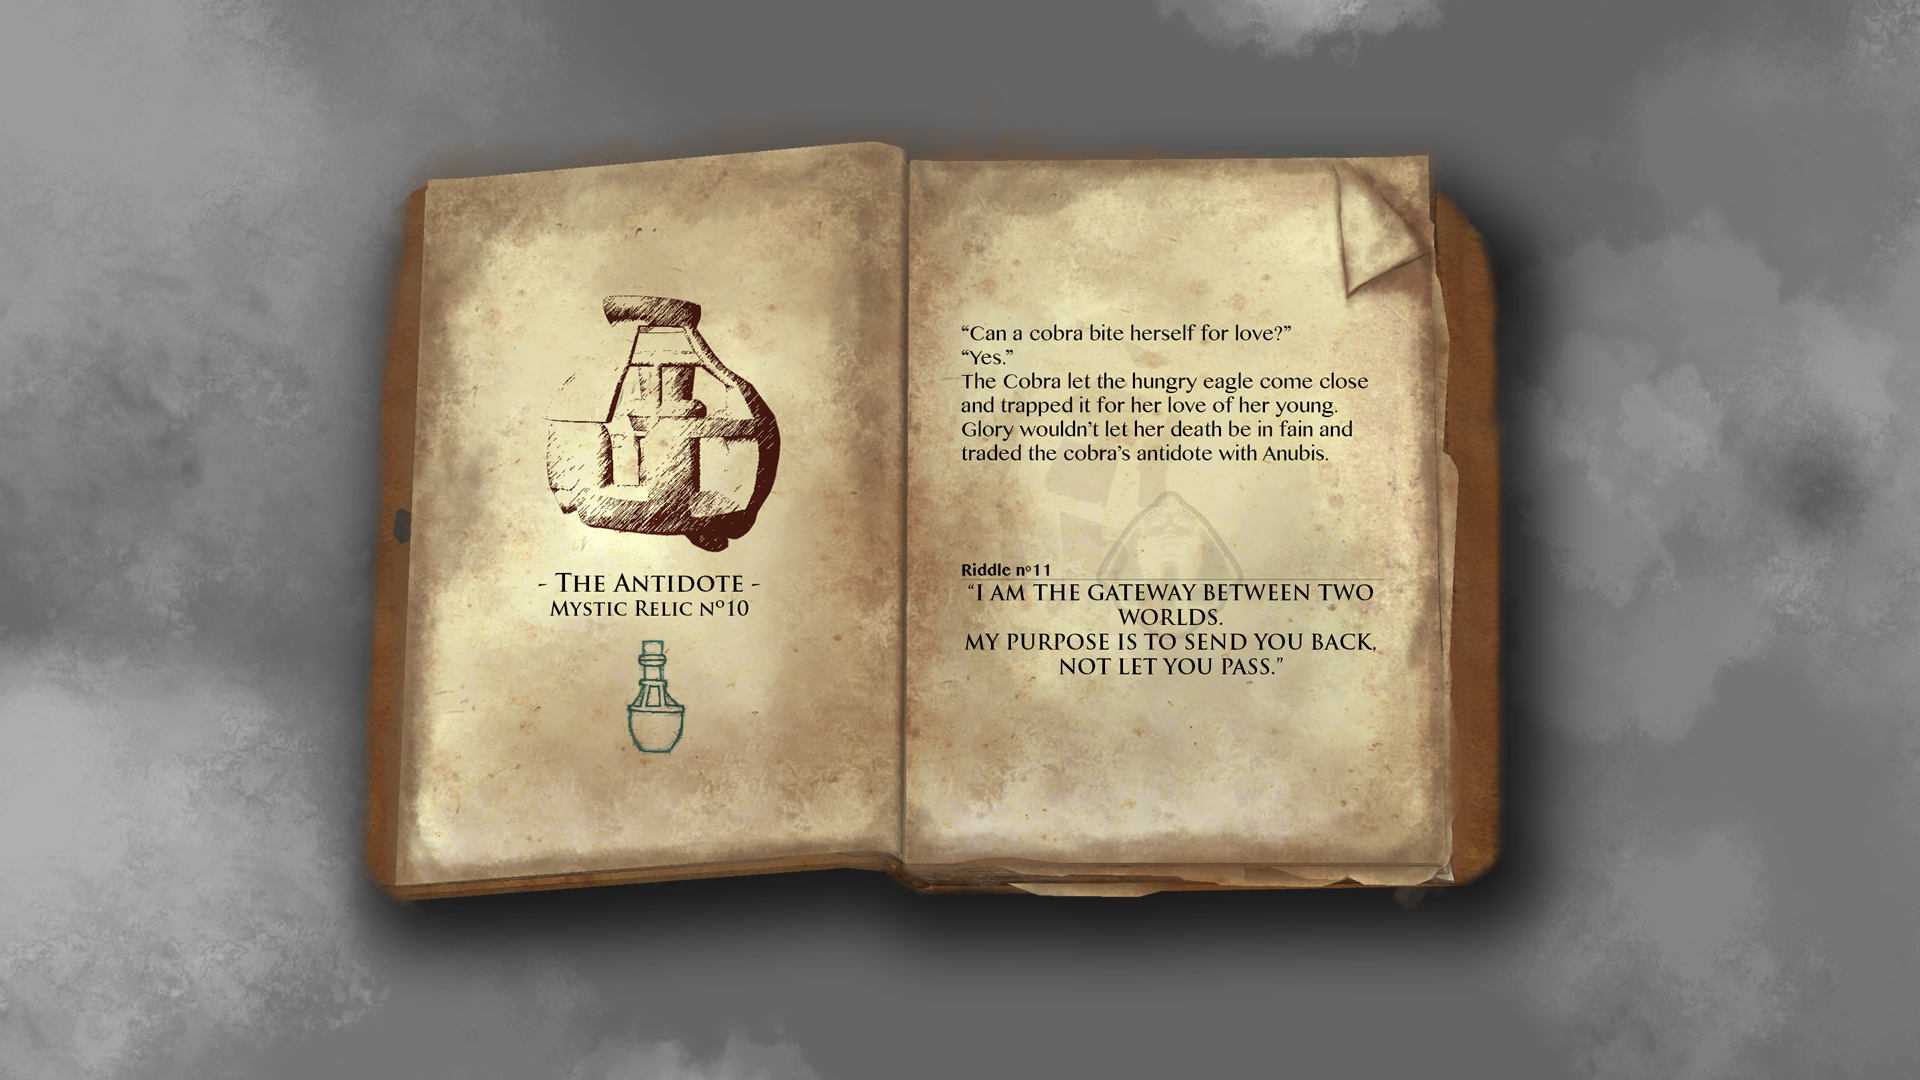 - The Antidote -
Mystic Relic nº10
“Can a cobra bite herself for love?”
“Yes.”
The Cobra let the hungry eagle come close
and trapped it for her love of her young.
Glory wouldn’t let her death be in fain and
traded the cobra’s antidote with Anubis.
Riddle nº11
“I AM THE GATEWAY BETWEEN TWO
WORLDS.
MY PURPOSE IS TO SEND YOU BACK,
NOT LET YOU PASS.”